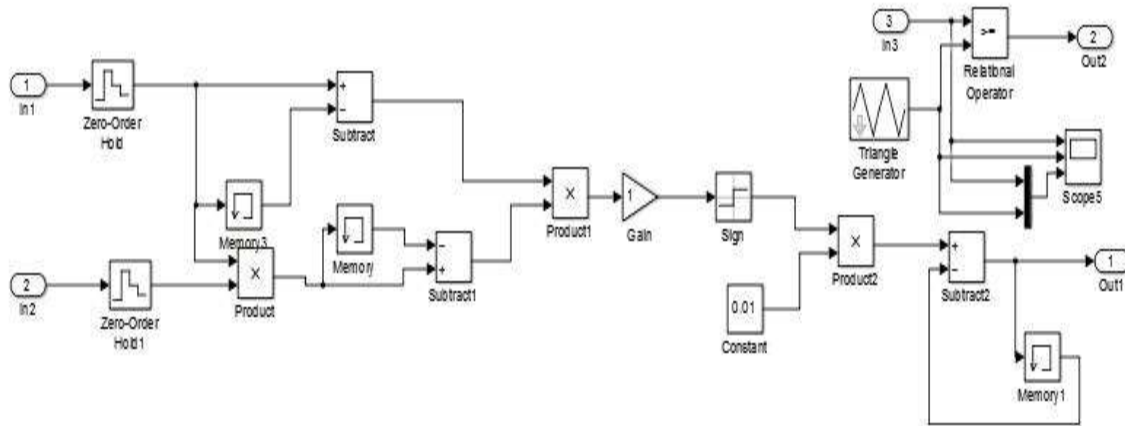 3
In3
>=
Relational
Operator
2
Out2
1
In1
Zero-Order
Hold
+
−
Subtract
Triangle
Generator
Scope5
Memory3
×
Product1
1
Gain
Sign
2
In2
Zero-Order
Hold1
×
Product
Memory
−
+
Subtract1
×
Product2
0.01
Constant
+
−
Subtract2
1
Out1
Memory1